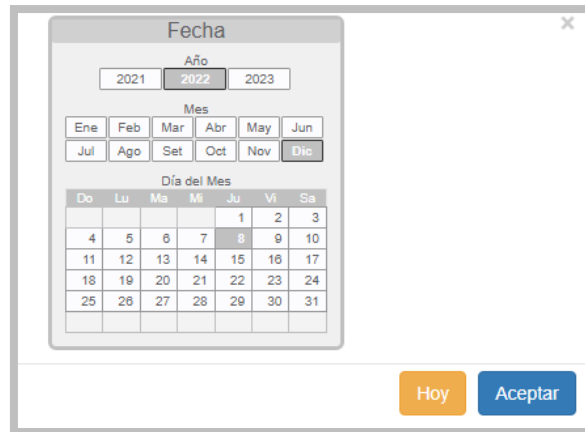 Fecha
×
Año
2021 2022 2023
Mes
Ene Feb Mar Abr May Jun
Jul Ago Set Oct Nov Dic
Día del Mes
Do Lu Ma Mi Ju Vi Sa
1 2 3
4 5 6 7 8 9 10
11 12 13 14 15 16 17
18 19 20 21 22 23 24
25 26 27 28 29 30 31
Hoy Aceptar